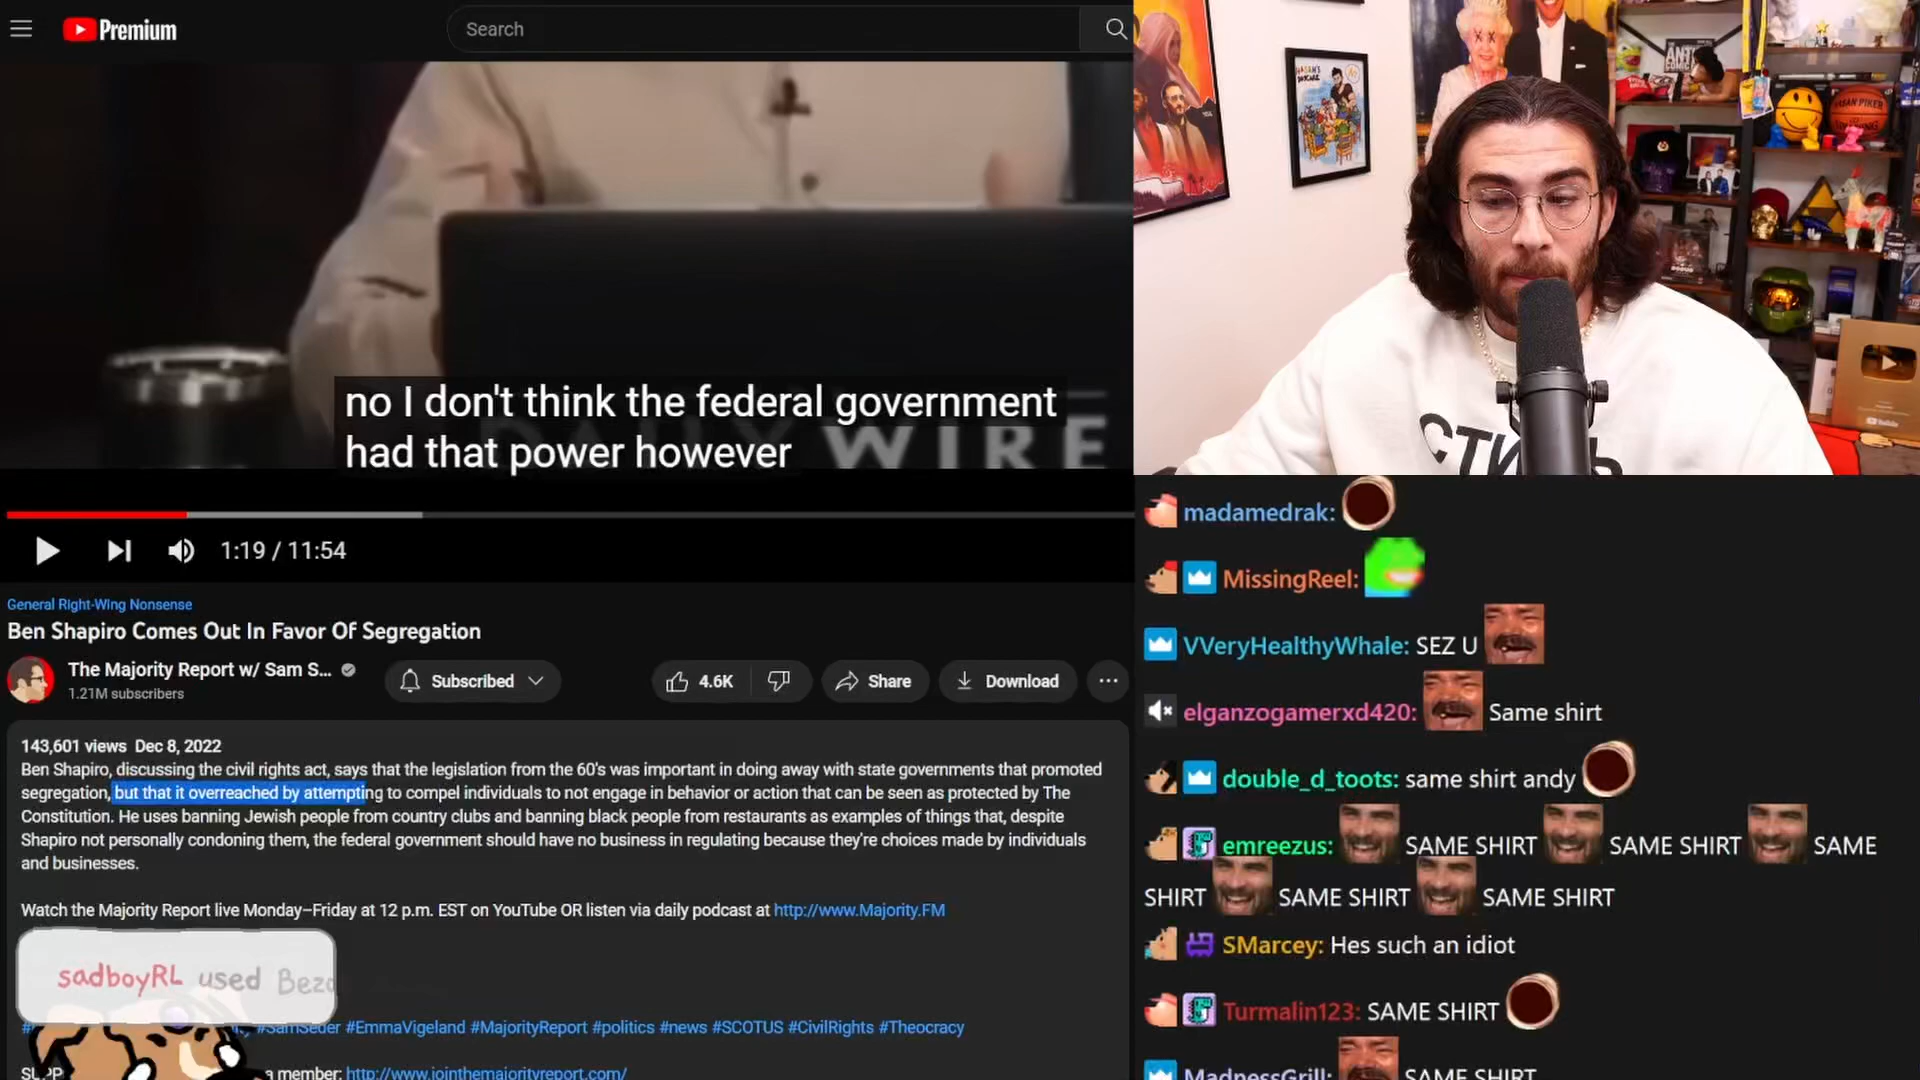 Premium
Search
no I don't think the federal government
had that power however
WIRE
1:19 / 11:54
General Right-Wing Nonsense
Ben Shapiro Comes Out In Favor Of Segregation
The Majority Report w/ Sam S...
1.21M subscribers
Subscribed
4.6K
Share
Download
143,601 views Dec 8, 2022
Ben Shapiro, discussing the civil rights act, says that the legislation from the 60's was important in doing away with state governments that promoted
segregation, but that it overreached by attempting to compel individuals to not engage in behavior or action that can be seen as protected by The
Constitution. He uses banning Jewish people from country clubs and banning black people from restaurants as examples of things that, despite
Shapiro not personally condoning them, the federal government should have no business in regulating because they're choices made by individuals
and businesses.
Watch the Majority Report live Monday–Friday at 12 p.m. EST on YouTube OR listen via daily podcast at http://www.Majority.FM
sadboyRL used
#SamSeder #EmmaVigeland #MajorityReport #politics #news #SCOTUS #CivilRights #Theocracy
a member: http://www.jointhemajorityreport.com/
HASAN PIKER
СТИЛЬ
madamedrak:
MissingReel:
VVeryHealthyWhale: SEZ U
elganzogamerxd420: Same shirt
double_d_toots: same shirt andy
emreezus: SAME SHIRT SAME SHIRT SAME
SHIRT SAME SHIRT SAME SHIRT
SMarcey: Hes such an idiot
Turmalin123: SAME SHIRT
MadnessGrill: SAME SHIRT